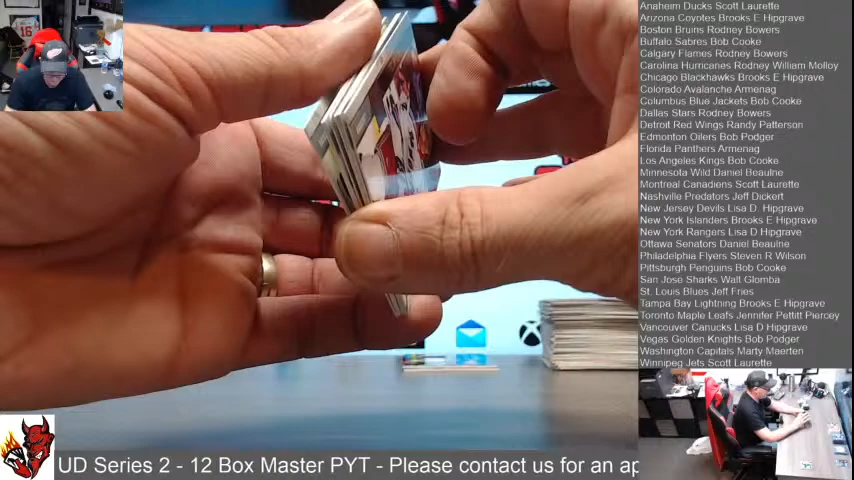 Anaheim Ducks Scott Laurette
Arizona Coyotes Brooks E Hipgrave
Boston Bruins Rodney Bowers
Buffalo Sabres Bob Cooke
Calgary Flames Rodney Bowers
Carolina Hurricanes Rodney William Molloy
Chicago Blackhawks Brooks E Hipgrave
Colorado Avalanche Armenag
Columbus Blue Jackets Bob Cooke
Dallas Stars Rodney Bowers
Detroit Red Wings Randy Patterson
Edmonton Oilers Bob Podger
Florida Panthers Armenag
Los Angeles Kings Bob Cooke
Minnesota Wild Daniel Beaulne
Montreal Canadiens Scott Laurette
Nashville Predators Jeff Dickert
New Jersey Devils Lisa D. Hipgrave
New York Islanders Brooks E Hipgrave
New York Rangers Lisa D Hipgrave
Ottawa Senators Daniel Beaulne
Philadelphia Flyers Steven R Wilson
Pittsburgh Penguins Bob Cooke
San Jose Sharks Walt Glomba
St. Louis Blues Jeff Fries
Tampa Bay Lightning Brooks E Hipgrave
Toronto Maple Leafs Jennifer Pettitt Piercey
Vancouver Canucks Lisa D Hipgrave
Vegas Golden Knights Bob Podger
Washington Capitals Marty Maerten
Winnipeg Jets Scott Laurette
16
UD Series 2 - 12 Box Master PYT - Please contact us for an ap